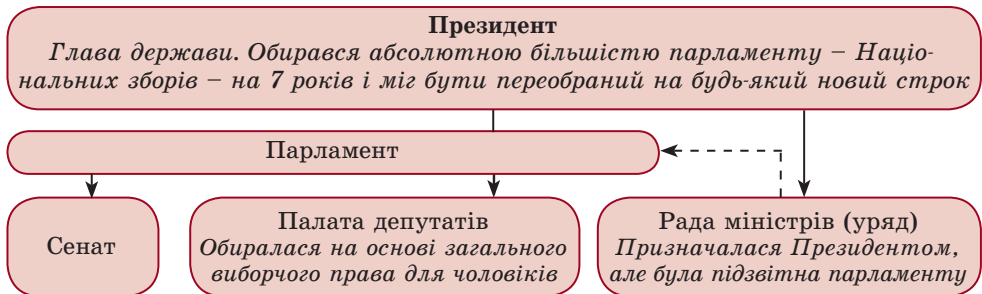 Президент
Глава держави. Обирався абсолютною більшістю парламенту – Націо-
нальних зборів – на 7 років і міг бути переобраний на будь-який новий строк
Парламент
Сенат
Палата депутатів
Обиралася на основі загального
виборчого права для чоловіків
Рада міністрів (уряд)
Призначалася Президентом,
але була підзвітна парламенту